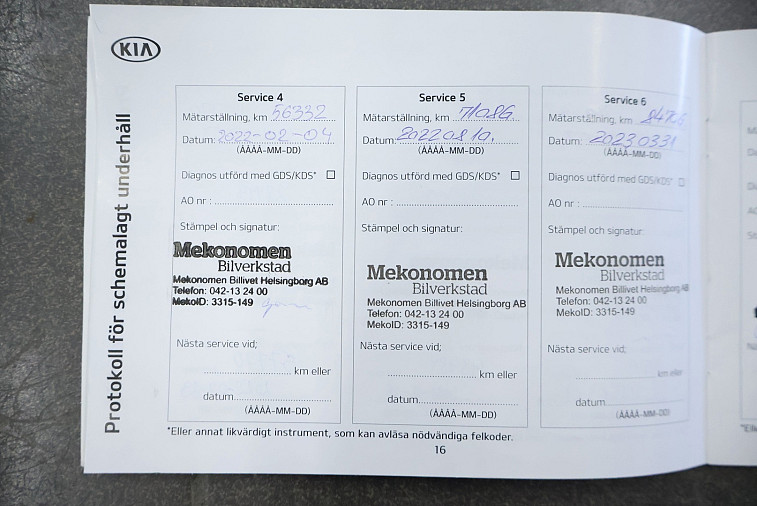 KIA
Protokoll för schemalagt underhåll
Service 4
Mätarställning, km 56332
Datum: 2022-02-04
(ÅÅÅÅ-MM-DD)
Diagnos utförd med GDS/KDS*
AO nr :
Stämpel och signatur:
Mekonomen
Bilverkstad
Mekonomen Billivet Helsingborg AB
Telefon: 042-13 24 00
MekoID: 3315-149
Nästa service vid;
km eller
datum
(ÅÅÅÅ-MM-DD)
Service 5
Mätarställning, km
Datum: 20220810.
(ÅÅÅÅ-MM-DD)
Diagnos utförd med GDS/KDS*
AO nr :
Stämpel och signatur:
Mekonomen
Bilverkstad
Mekonomen Billivet Helsingborg AB
Telefon: 042-13 24 00
MekoID: 3315-149
Nästa service vid;
km eller
datum
(ÅÅÅÅ-MM-DD)
Service 6
Mätarställning, km
Datum: 20230331
(ÅÅÅÅ-MM-DD)
Diagnos utförd med GDS/KDS*
AO nr :
Stämpel och signatur:
Mekonomen
Bilverkstad
Mekonomen Billivet Helsingborg AB
Telefon: 042-13 24 00
MekoID: 3315-149
Nästa service vid;
km eller
datum
(ÅÅÅÅ-MM-DD)
*Eller annat likvärdigt instrument, som kan avläsa nödvändiga felkoder.
16